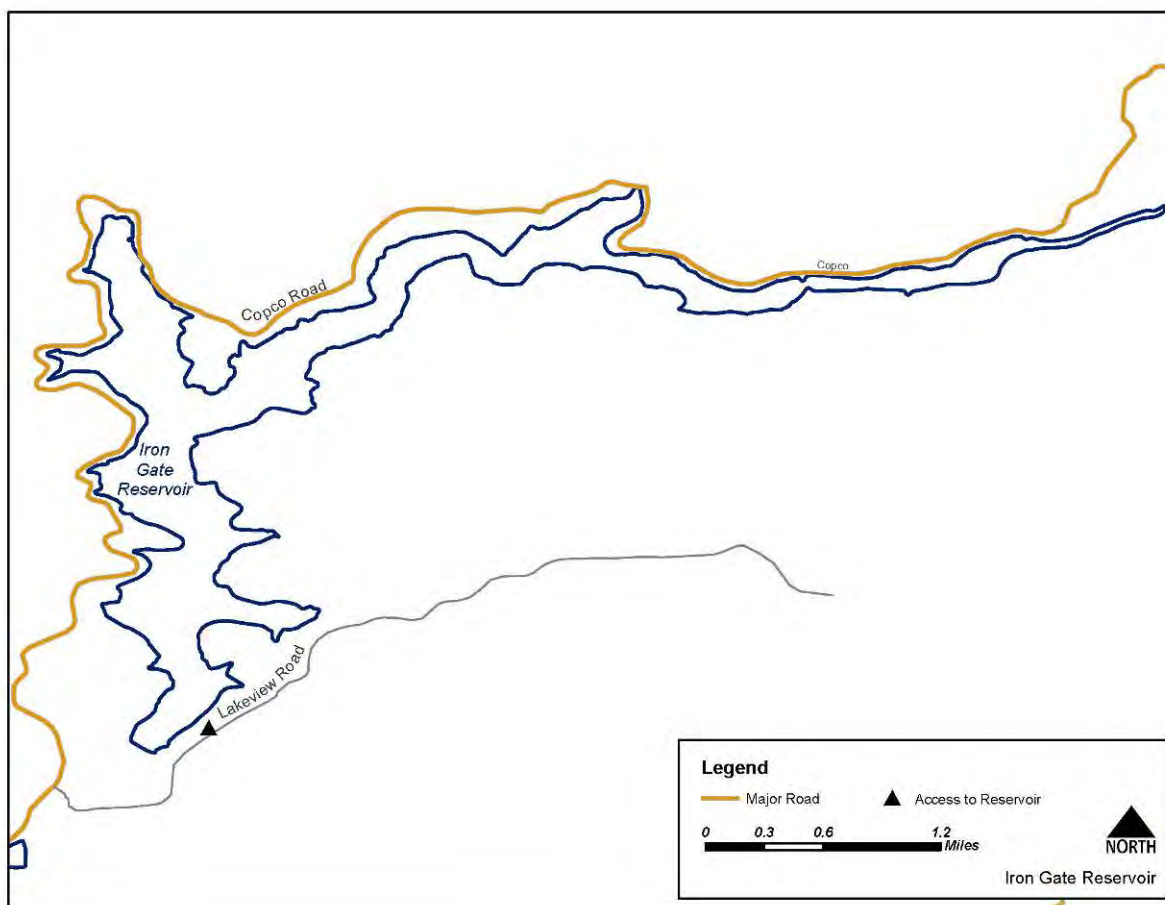 Copco Road
Copco
Iron
Gate
Reservoir
Lakeview Road
Legend
Major Road
Access to Reservoir
0 0.3 0.6 1.2
Miles
NORTH
Iron Gate Reservoir